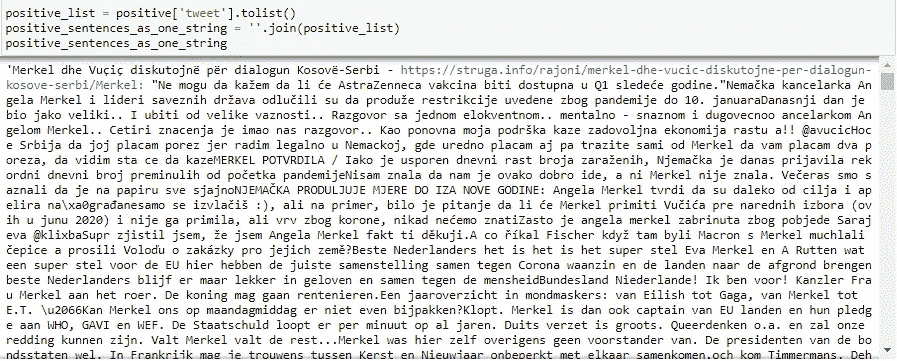 positive_list = positive['tweet'].tolist()
positive_sentences_as_one_string = ''.join(positive_list)
positive_sentences_as_one_string
'Merkel dhe Vuçiç diskutojnë për dialogun Kosovë-Serbi - https://struga.info/rajoni/merkel-dhe-vucic-diskutojne-per-dialogun-
kosove-serbi/Merkel: "Ne mogu da kažem da li će AstraZenneca vakcina biti dostupna u Q1 sledeće godine."Nemačka kancelarka An
gela Merkel i lideri saveznih država odlučili su da produže restrikcije uvedene zbog pandemije do 10. januaraDanasnji dan je
bio jako veliki.. I ubiti od velike vaznosti.. Razgovor sa jednom elokventnom.. mentalno - snaznom i dugovecnoo ancelarkom An
gelom Merkel.. Cetiri znacenja je imao nas razgovor.. Kao ponovna moja podrška kaze zadovoljna ekonomija rastu a!! @avucicHoc
e Srbija da joj placam porez jer radim legalno u Nemackoj, gde uredno placam aj pa trazite sami od Merkel da vam placam dva p
oreza, da vidim sta ce da kazeMERKEL POTVRDILA / Iako je usporen dnevni rast broja zaraženih, Njemačka je danas prijavila rek
ordni dnevni broj preminulih od početka pandemijeNisam znala da nam je ovako dobro ide, a ni Merkel nije znala. Večeras smo s
aznali da je na papiru sve sjajnoNJEMAČKA PRODULJUJE MJERE DO IZA NOVE GODINE: Angela Merkel tvrdi da su daleko od cilja i ap
elira na\xa0građanesamo se izvlačiš :), ali na primer, bilo je pitanje da li će Merkel primiti Vučića pre narednih izbora (ov
ih u junu 2020) i nije ga primila, ali vrv zbog korone, nikad nećemo znatiZasto je angela merkel zabrinuta zbog pobjede Saraj
eva @klixbaSupr zjistil jsem, že jsem Angela Merkel fakt ti děkuji.A co říkal Fischer když tam byli Macron s Merkel muchlali
čepice a prosili Voloďu o zakázky pro jejich země?Beste Nederlanders het is het is het super stel Eva Merkel en A Rutten wat
een super stel voor de EU hier hebben de juiste samenstelling samen tegen Corona waanzin en de landen naar de afgrond brengen
beste Nederlanders blijf er maar lekker in geloven en samen tegen de mensheidBundesland Niederlande! Ik ben voor! Kanzler Fra
u Merkel aan het roer. De koning mag gaan rentenieren.Een jaaroverzicht in mondmaskers: van Eilish tot Gaga, van Merkel tot
E.T. \u2066Kan Merkel ons op maandagmiddag er niet even bijpakken?Klopt. Merkel is dan ook captain van EU landen en hun pledg
e aan WHO, GAVI en WEF. De Staatschuld loopt er per minuut op al jaren. Duits verzet is groots. Queerdenken o.a. en zal onze
redding kunnen zijn. Valt Merkel valt de rest...Merkel was hier zelf overigens geen voorstander van. De premiers van de bo
ndsstaten wel. In Frankrijk mag je trouwens tussen Kerst en Nieuwjaar onbeperkt met elkaar samenkomen.och kom Timmermans. Deh